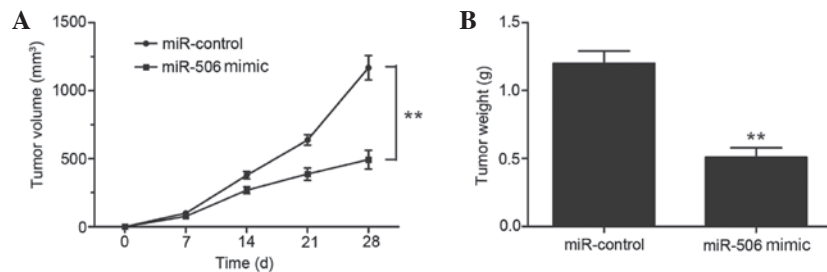 A
Tumor volume (mm³)
1500
1000
500
0
miR-control
miR-506 mimic
**
0 7 14 21 28
Time (d)
B
Tumor weight (g)
1.5
1.0
0.5
0.0
**
miR-control miR-506 mimic